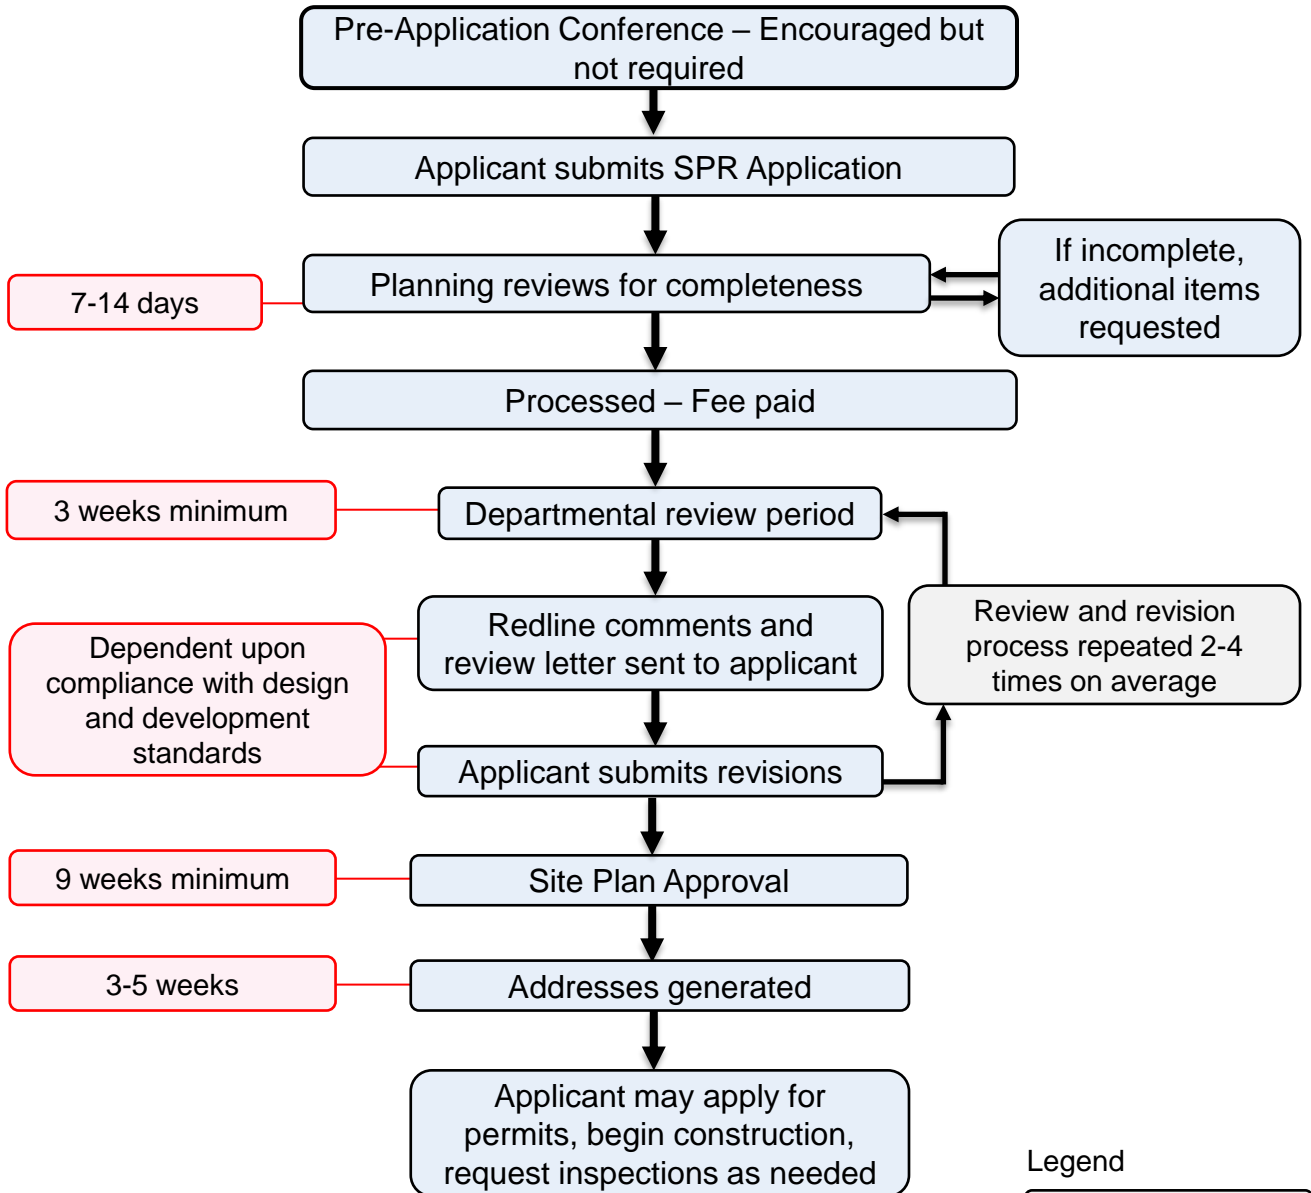 Pre-Application Conference – Encouraged but
not required
Applicant submits SPR Application
Planning reviews for completeness
If incomplete,
additional items
requested
7-14 days
Processed – Fee paid
3 weeks minimum
Departmental review period
Redline comments and
review letter sent to applicant
Review and revision
process repeated 2-4
times on average
Dependent upon
compliance with design
and development
standards
Applicant submits revisions
9 weeks minimum
Site Plan Approval
3-5 weeks
Addresses generated
Applicant may apply for
permits, begin construction,
request inspections as needed
Legend